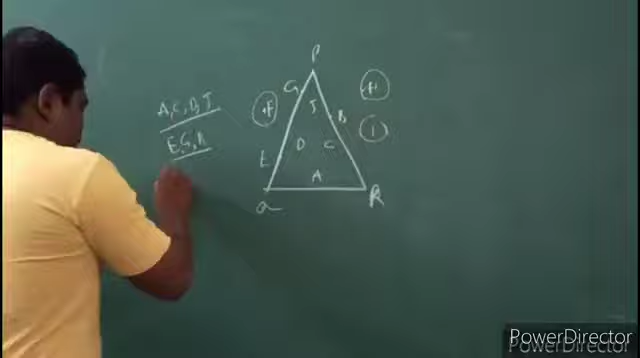 P
G F H
A, C, D, J J B
E, G, B D C I
E A
Q R
PowerDirector